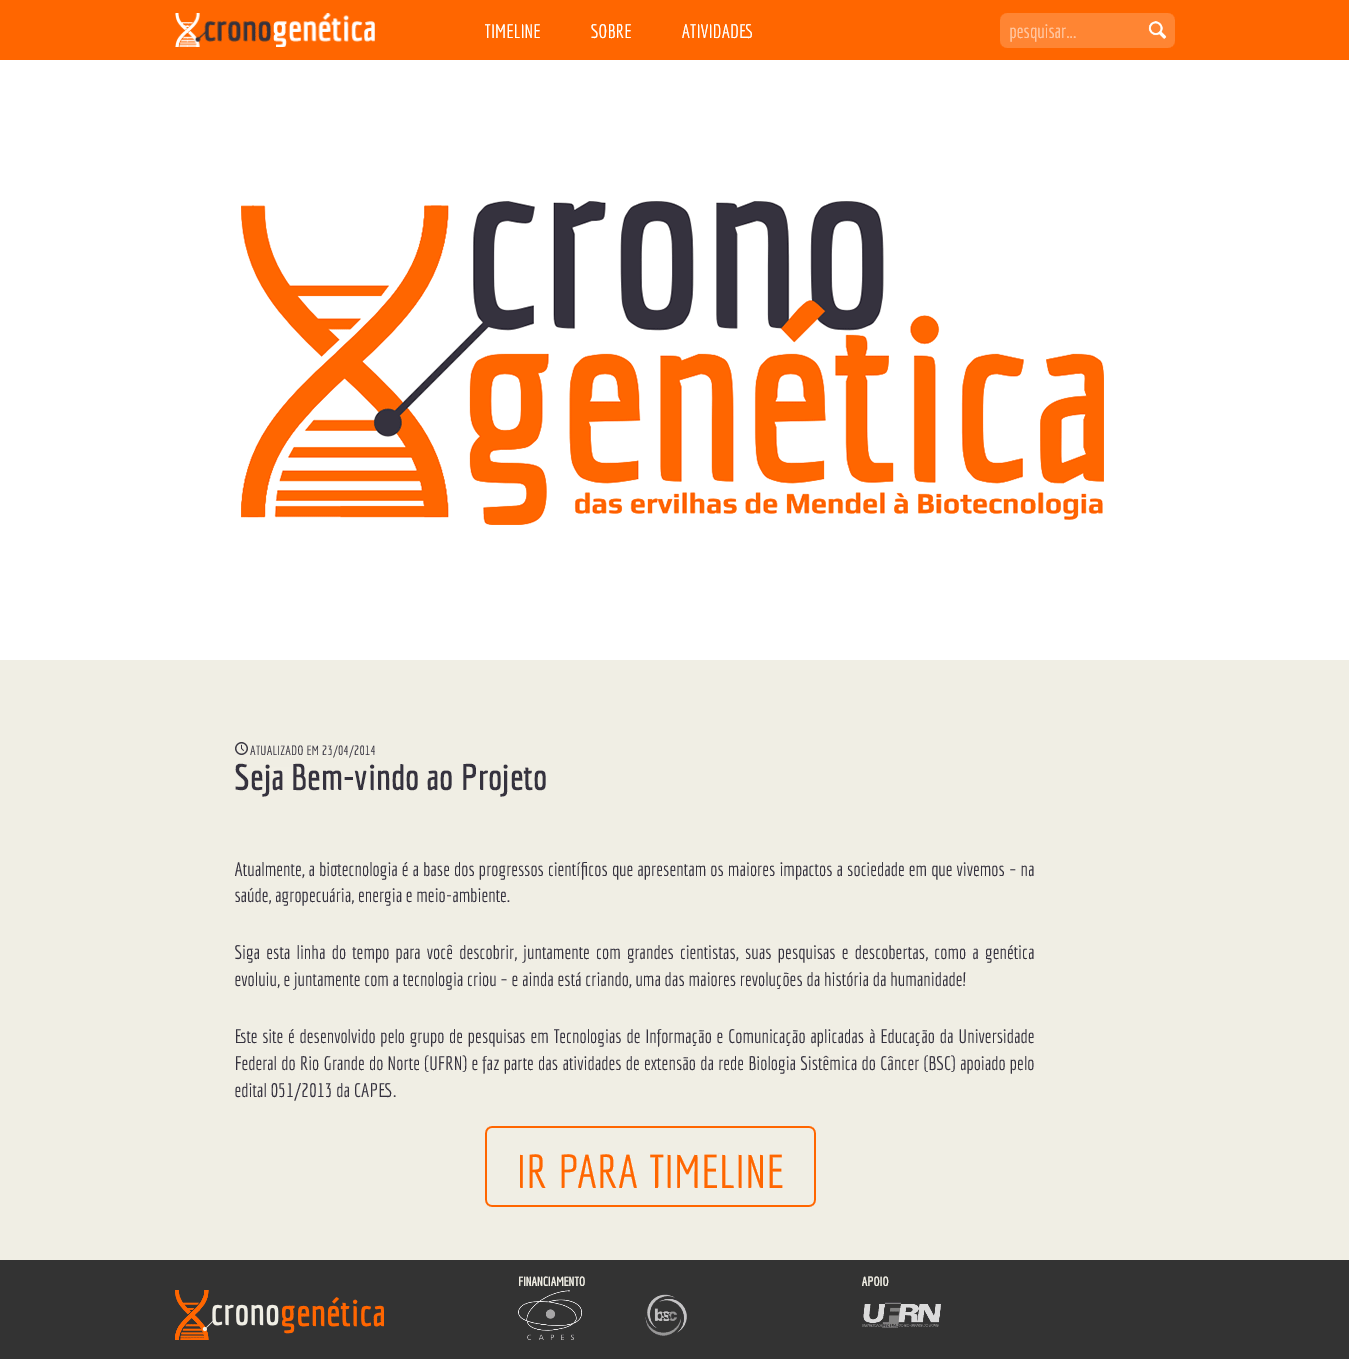 cronogenética
TIMELINE
SOBRE
ATIVIDADES
pesquisar...
crono
genética
das ervilhas de Mendel à Biotecnologia
ATUALIZADO EM 23/04/2014
Seja Bem-vindo ao Projeto
Atualmente, a biotecnologia é a base dos progressos científicos que apresentam os maiores impactos a sociedade em que vivemos – na
saúde, agropecuária, energia e meio-ambiente.
Siga esta linha do tempo para você descobrir, juntamente com grandes cientistas, suas pesquisas e descobertas, como a genética
evoluiu, e juntamente com a tecnologia criou – e ainda está criando, uma das maiores revoluções da história da humanidade!
Este site é desenvolvido pelo grupo de pesquisas em Tecnologias de Informação e Comunicação aplicadas à Educação da Universidade
Federal do Rio Grande do Norte (UFRN) e faz parte das atividades de extensão da rede Biologia Sistêmica do Câncer (BSC) apoiado pelo
edital 051/2013 da CAPES.
IR PARA TIMELINE
cronogenética
FINANCIAMENTO
CAPES
bsc
APOIO
UFRN